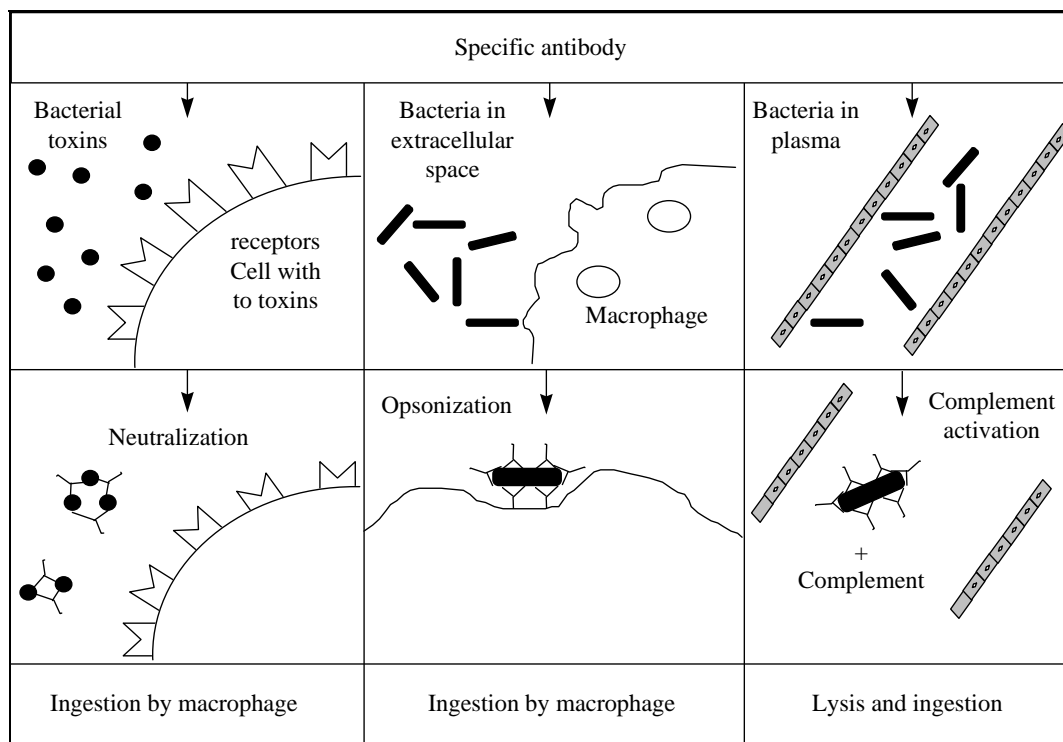 Specific antibody
Bacterial
toxins
receptors
Cell with
to toxins
Bacteria in
extracellular
space
Macrophage
Bacteria in
plasma
Neutralization
Opsonization
Complement
activation
+
Complement
Ingestion by macrophage
Ingestion by macrophage
Lysis and ingestion